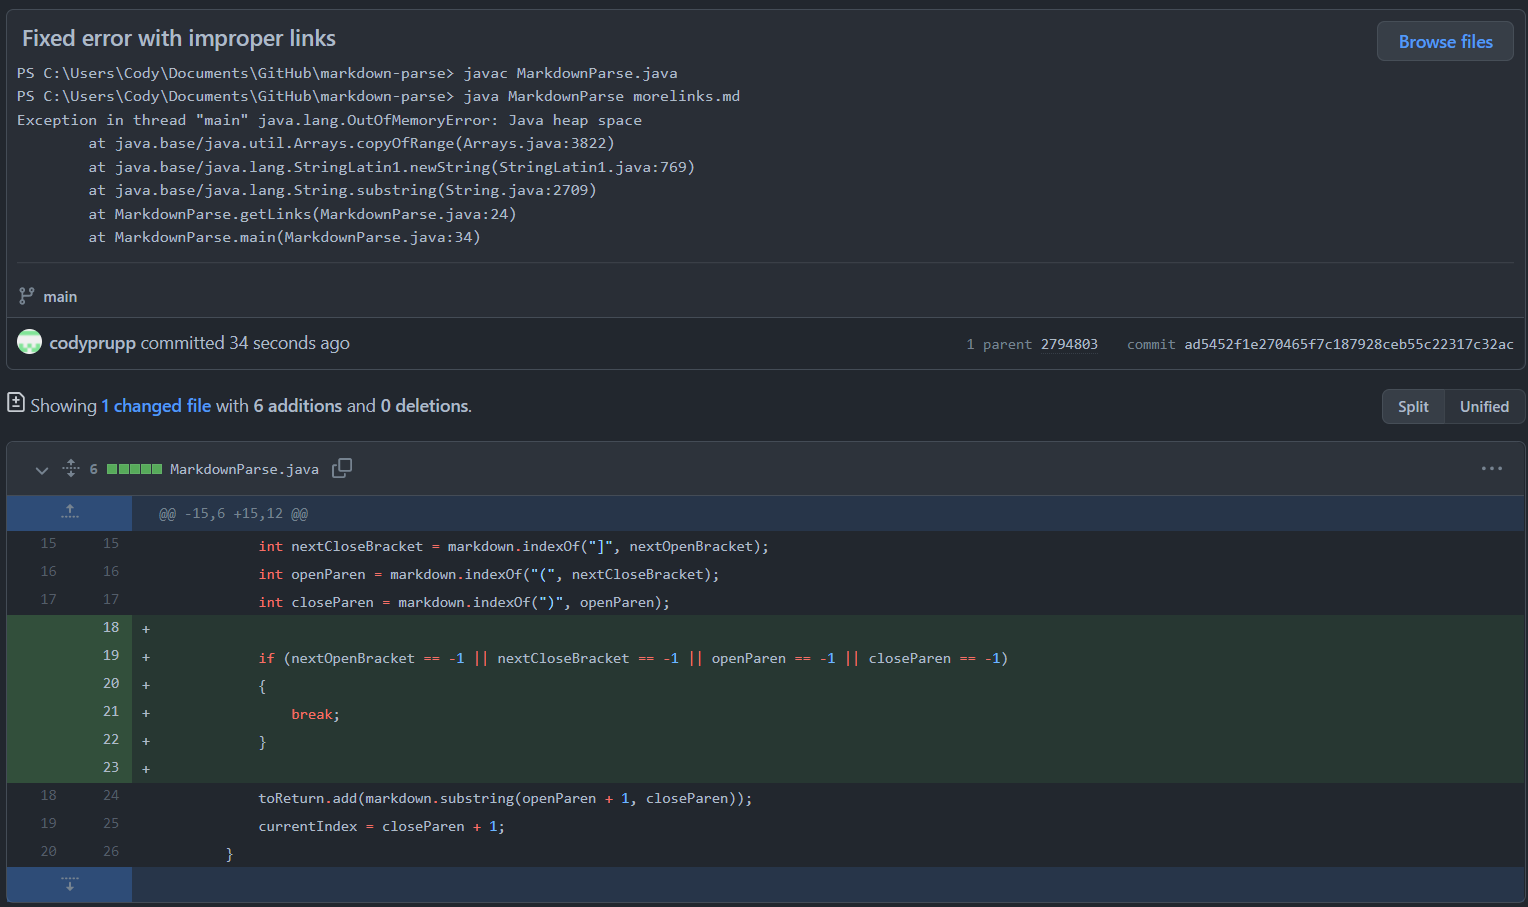 Fixed error with improper links
Browse files
PS C:\Users\Cody\Documents\GitHub\markdown-parse> javac MarkdownParse.java
PS C:\Users\Cody\Documents\GitHub\markdown-parse> java MarkdownParse morelinks.md
Exception in thread "main" java.lang.OutOfMemoryError: Java heap space
at java.base/java.util.Arrays.copyOfRange(Arrays.java:3822)
at java.base/java.lang.StringLatin1.newString(StringLatin1.java:769)
at java.base/java.lang.String.substring(String.java:2709)
at MarkdownParse.getLinks(MarkdownParse.java:24)
at MarkdownParse.main(MarkdownParse.java:34)
main
codyprupp committed 34 seconds ago
1 parent 2794803 commit ad5452f1e270465f7c187928ceb55c22317c32ac
Showing 1 changed file with 6 additions and 0 deletions.
Split Unified
6 MarkdownParse.java
@@ -15,6 +15,12 @@
15 15 int nextCloseBracket = markdown.indexOf("]", nextOpenBracket);
16 16 int openParen = markdown.indexOf("(", nextCloseBracket);
17 17 int closeParen = markdown.indexOf(")", openParen);
18 +
19 + if (nextOpenBracket == -1 || nextCloseBracket == -1 || openParen == -1 || closeParen == -1)
20 + {
21 + break;
22 + }
23 +
18 24 toReturn.add(markdown.substring(openParen + 1, closeParen));
19 25 currentIndex = closeParen + 1;
20 26 }